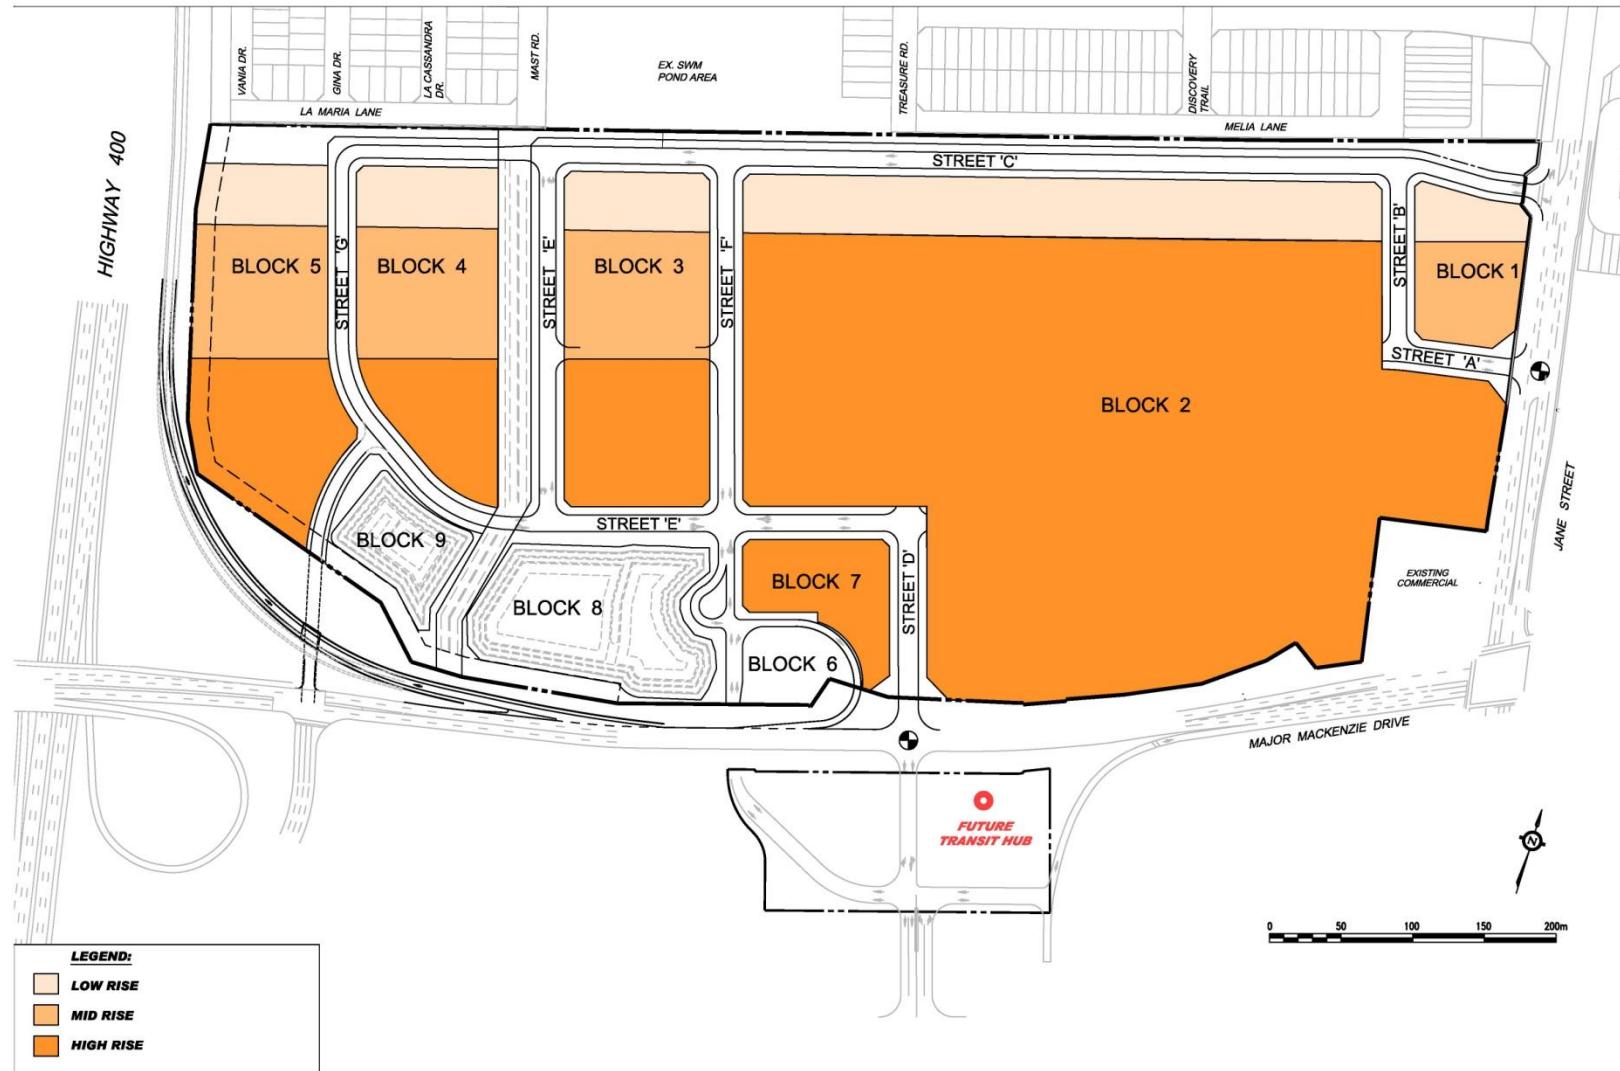 VANIA DR.
GINA DR.
LA CASSANDRA
DR.
MAST RD.
EX. SWM
POND AREA
TREASURE RD.
DISCOVERY
TRAIL
LA MARIA LANE
MELIA LANE
HIGHWAY 400
STREET 'C'
STREET 'G'
STREET 'E'
STREET 'F'
STREET 'B'
BLOCK 5
BLOCK 4
BLOCK 3
BLOCK 1
STREET 'A'
BLOCK 2
JANE STREET
STREET 'E'
BLOCK 9
BLOCK 7
STREET 'D'
EXISTING
COMMERCIAL
BLOCK 8
BLOCK 6
MAJOR MACKENZIE DRIVE
FUTURE
TRANSIT HUB
N
0 50 100 150 200m
LEGEND:
LOW RISE
MID RISE
HIGH RISE